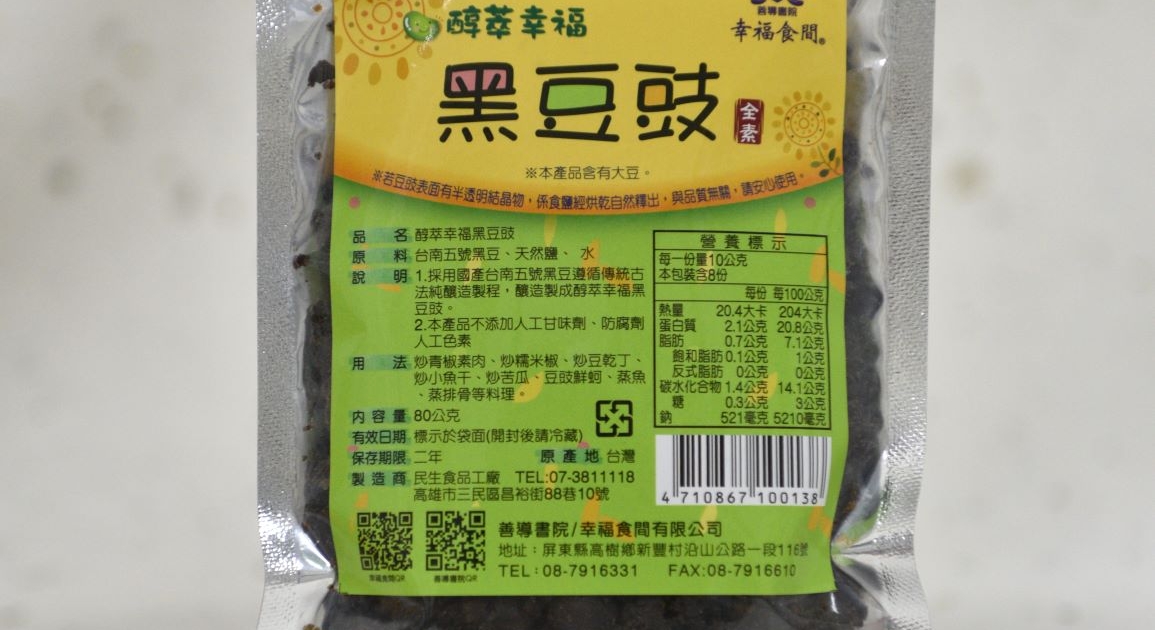 醇萃幸福
善導書院
幸福食間®
黑豆豉
全素
※本產品含有大豆。
※若豆豉表面有半透明結晶物，係食鹽經烘乾自然釋出，與品質無關，請安心使用。
品 名 醇萃幸福黑豆豉
原 料 台南五號黑豆、天然鹽、 水
說 明 1.採用國產台南五號黑豆遵循傳統古
法純釀造製程，釀造製成醇萃幸福黑
豆豉。
2.本產品不添加人工甘味劑、防腐劑
人工色素
用 法 炒青椒素肉、炒糯米椒、炒豆乾丁、
炒小魚干、炒苦瓜、豆豉鮮蚵、蒸魚
、蒸排骨等料理。
內容量 80公克
有效日期 標示於袋面(開封後請冷藏)
保存期限 二年 原產地 台灣
製造商 民生食品工廠 TEL:07-3811118
高雄市三民區昌裕街88巷10號
營養標示
每一份量10公克
本包裝含8份
每份 每100公克
熱量 20.4大卡 204大卡
蛋白質 2.1公克 20.8公克
脂肪 0.7公克 7.1公克
飽和脂肪 0.1公克 1公克
反式脂肪 0公克 0公克
碳水化合物 1.4公克 14.1公克
糖 0.3公克 3公克
鈉 521毫克 5210毫克
4 710867 100138
幸福食間QR
善導書院QR
善導書院/幸福食間有限公司
地址：屏東縣高樹鄉新豐村沿山公路一段116號
TEL：08-7916331 FAX:08-7916610